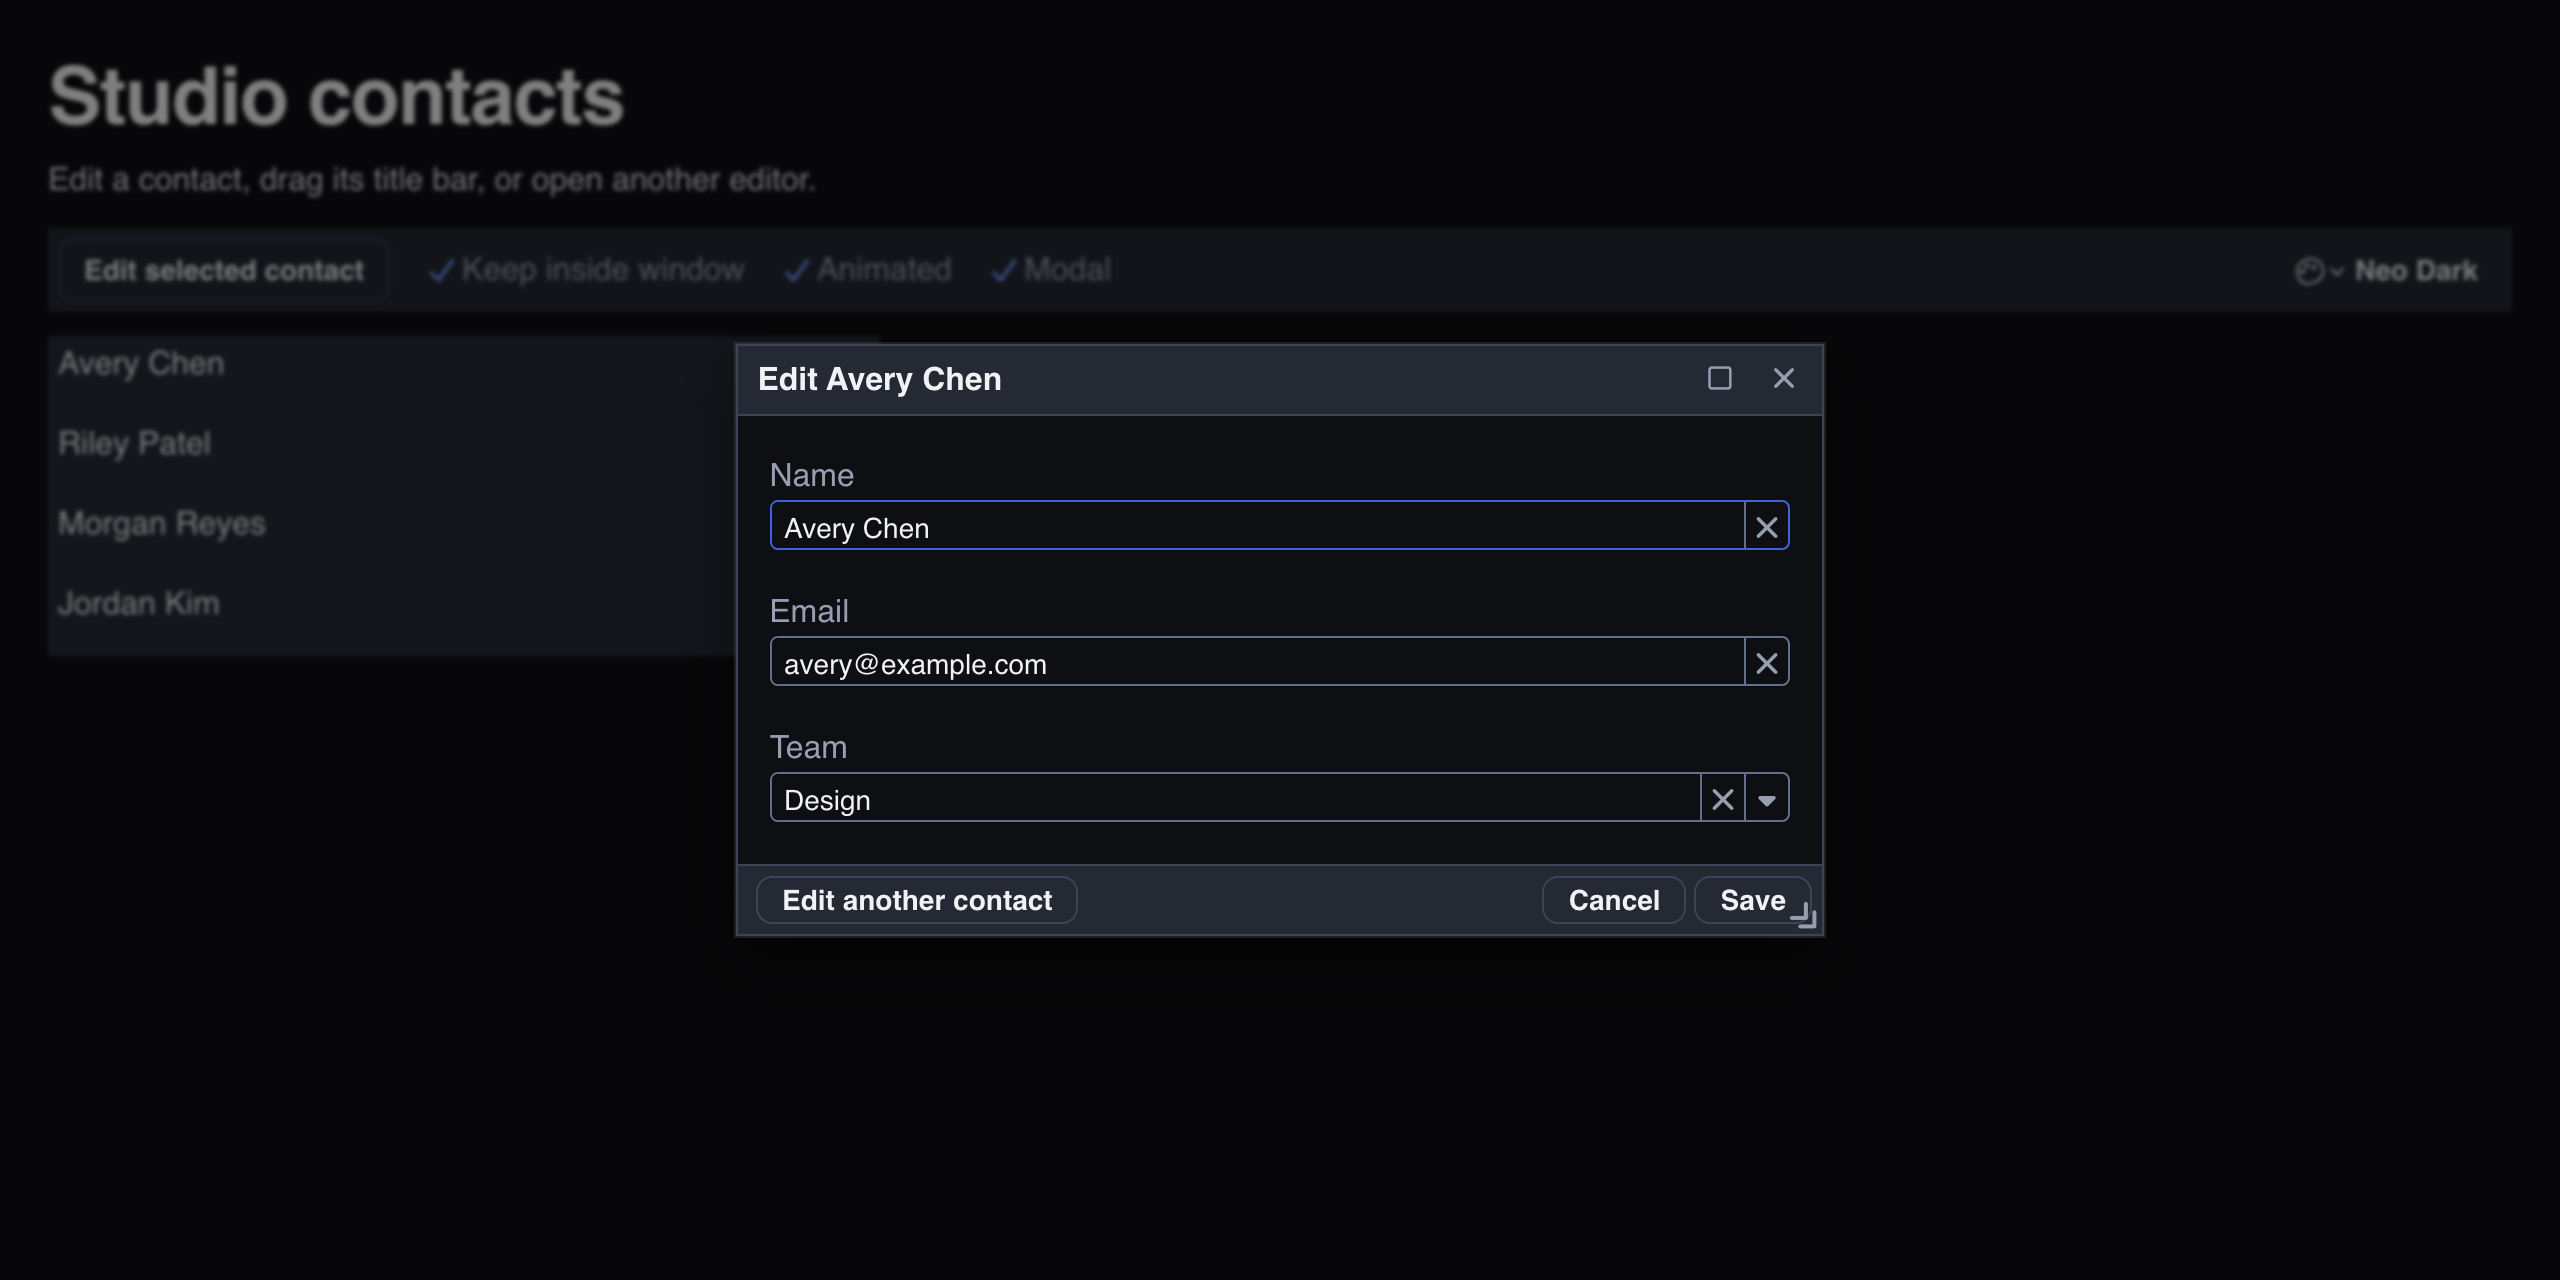 Studio contacts
Edit a contact, drag its title bar, or open another editor.
Edit selected contact
Keep inside window
Animated
Modal
Neo Dark
Avery Chen
Riley Patel
Morgan Reyes
Jordan Kim
Edit Avery Chen
Name
Avery Chen
Email
avery@example.com
Team
Design
Edit another contact
Cancel
Save